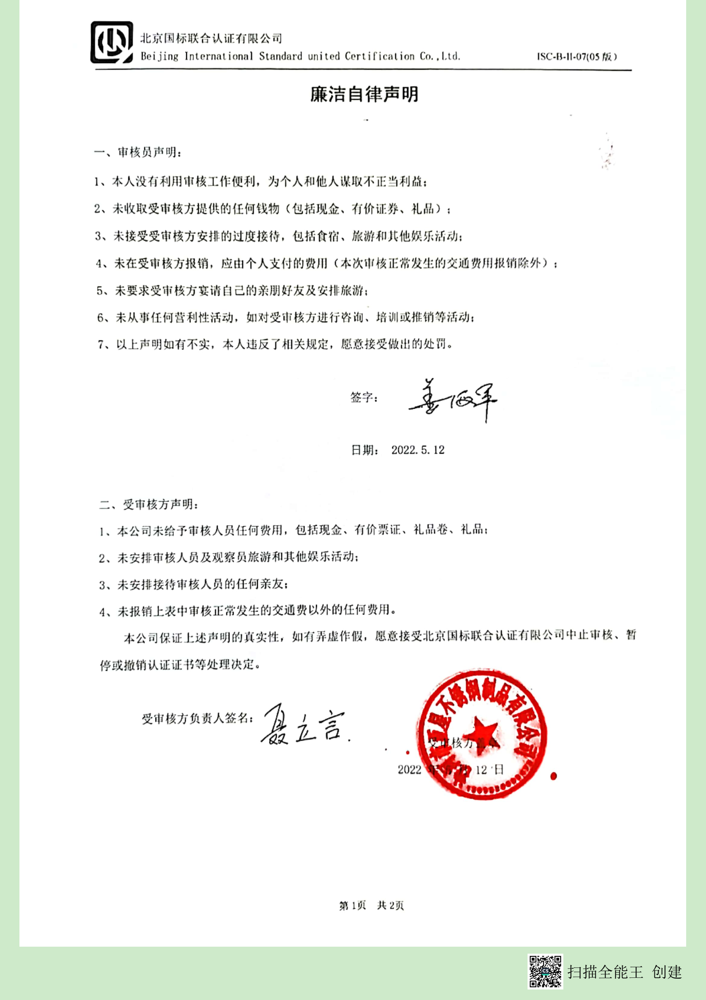 北京国标联合认证有限公司
Beijing International Standard united Certification Co.,Ltd.
ISC-B-II-07(05版)
廉洁自律声明
一、审核员声明：
1、本人没有利用审核工作便利，为个人和他人谋取不正当利益；
2、未收取受审核方提供的任何钱物（包括现金、有价证券、礼品）；
3、未接受受审核方安排的过度接待，包括食宿、旅游和其他娱乐活动；
4、未在受审核方报销，应由个人支付的费用（本次审核正常发生的交通费用报销除外）；
5、未要求受审核方宴请自己的亲朋好友及安排旅游；
6、未从事任何营利性活动，如对受审核方进行咨询、培训或推销等活动；
7、以上声明如有不实，本人违反了相关规定，愿意接受做出的处罚。
签字：
日期： 2022.5.12
二、受审核方声明：
1、本公司未给予审核人员任何费用，包括现金、有价票证、礼品卷、礼品；
2、未安排审核人员及观察员旅游和其他娱乐活动；
3、未安排接待审核人员的任何亲友；
4、未报销上表中审核正常发生的交通费以外的任何费用。
本公司保证上述声明的真实性，如有弄虚作假，愿意接受北京国标联合认证有限公司中止审核、暂
停或撤销认证证书等处理决定。
不锈钢制品有限公司
受审核方负责人签名：聂立言.
受审核方盖章
2022 年 5 月 12 日
第1页 共2页
扫描全能王 创建